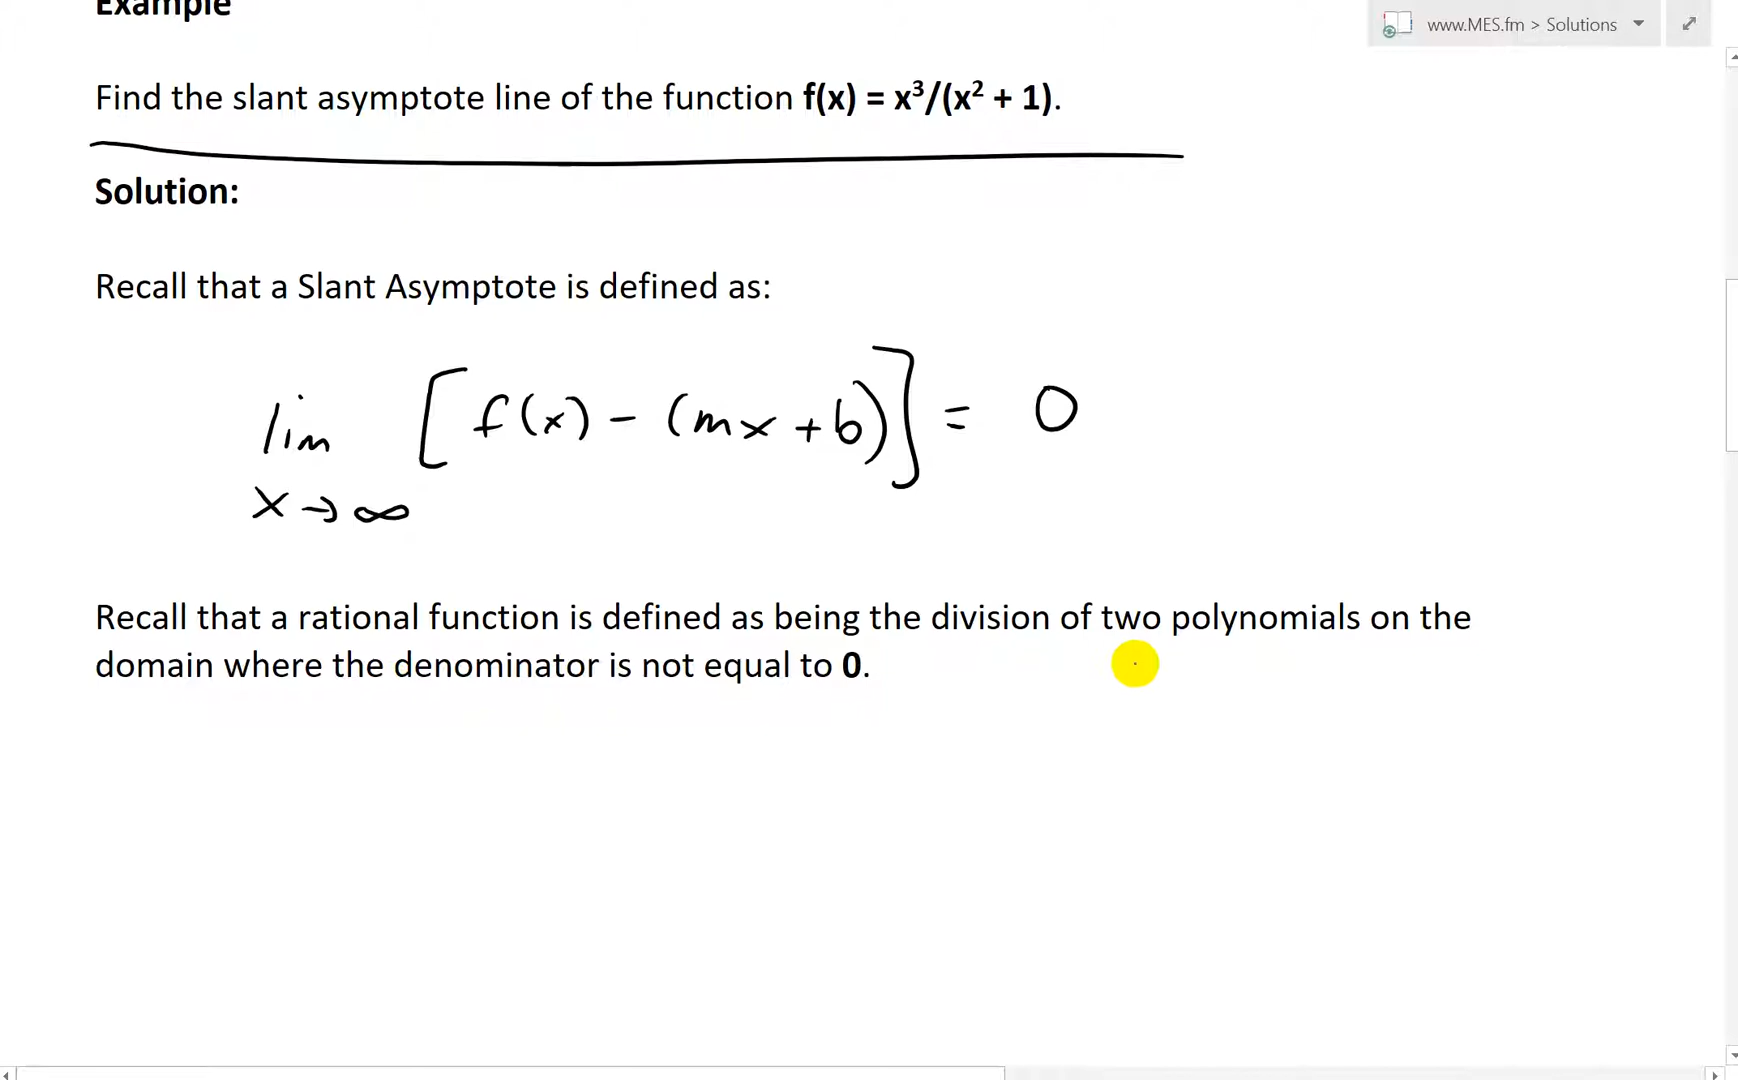 Example
www.MES.fm > Solutions
Find the slant asymptote line of the function f(x) = x³/(x² + 1).
Solution:
Recall that a Slant Asymptote is defined as:
lim [f(x) - (mx + b)] = 0
x → ∞
Recall that a rational function is defined as being the division of two polynomials on the
domain where the denominator is not equal to 0.